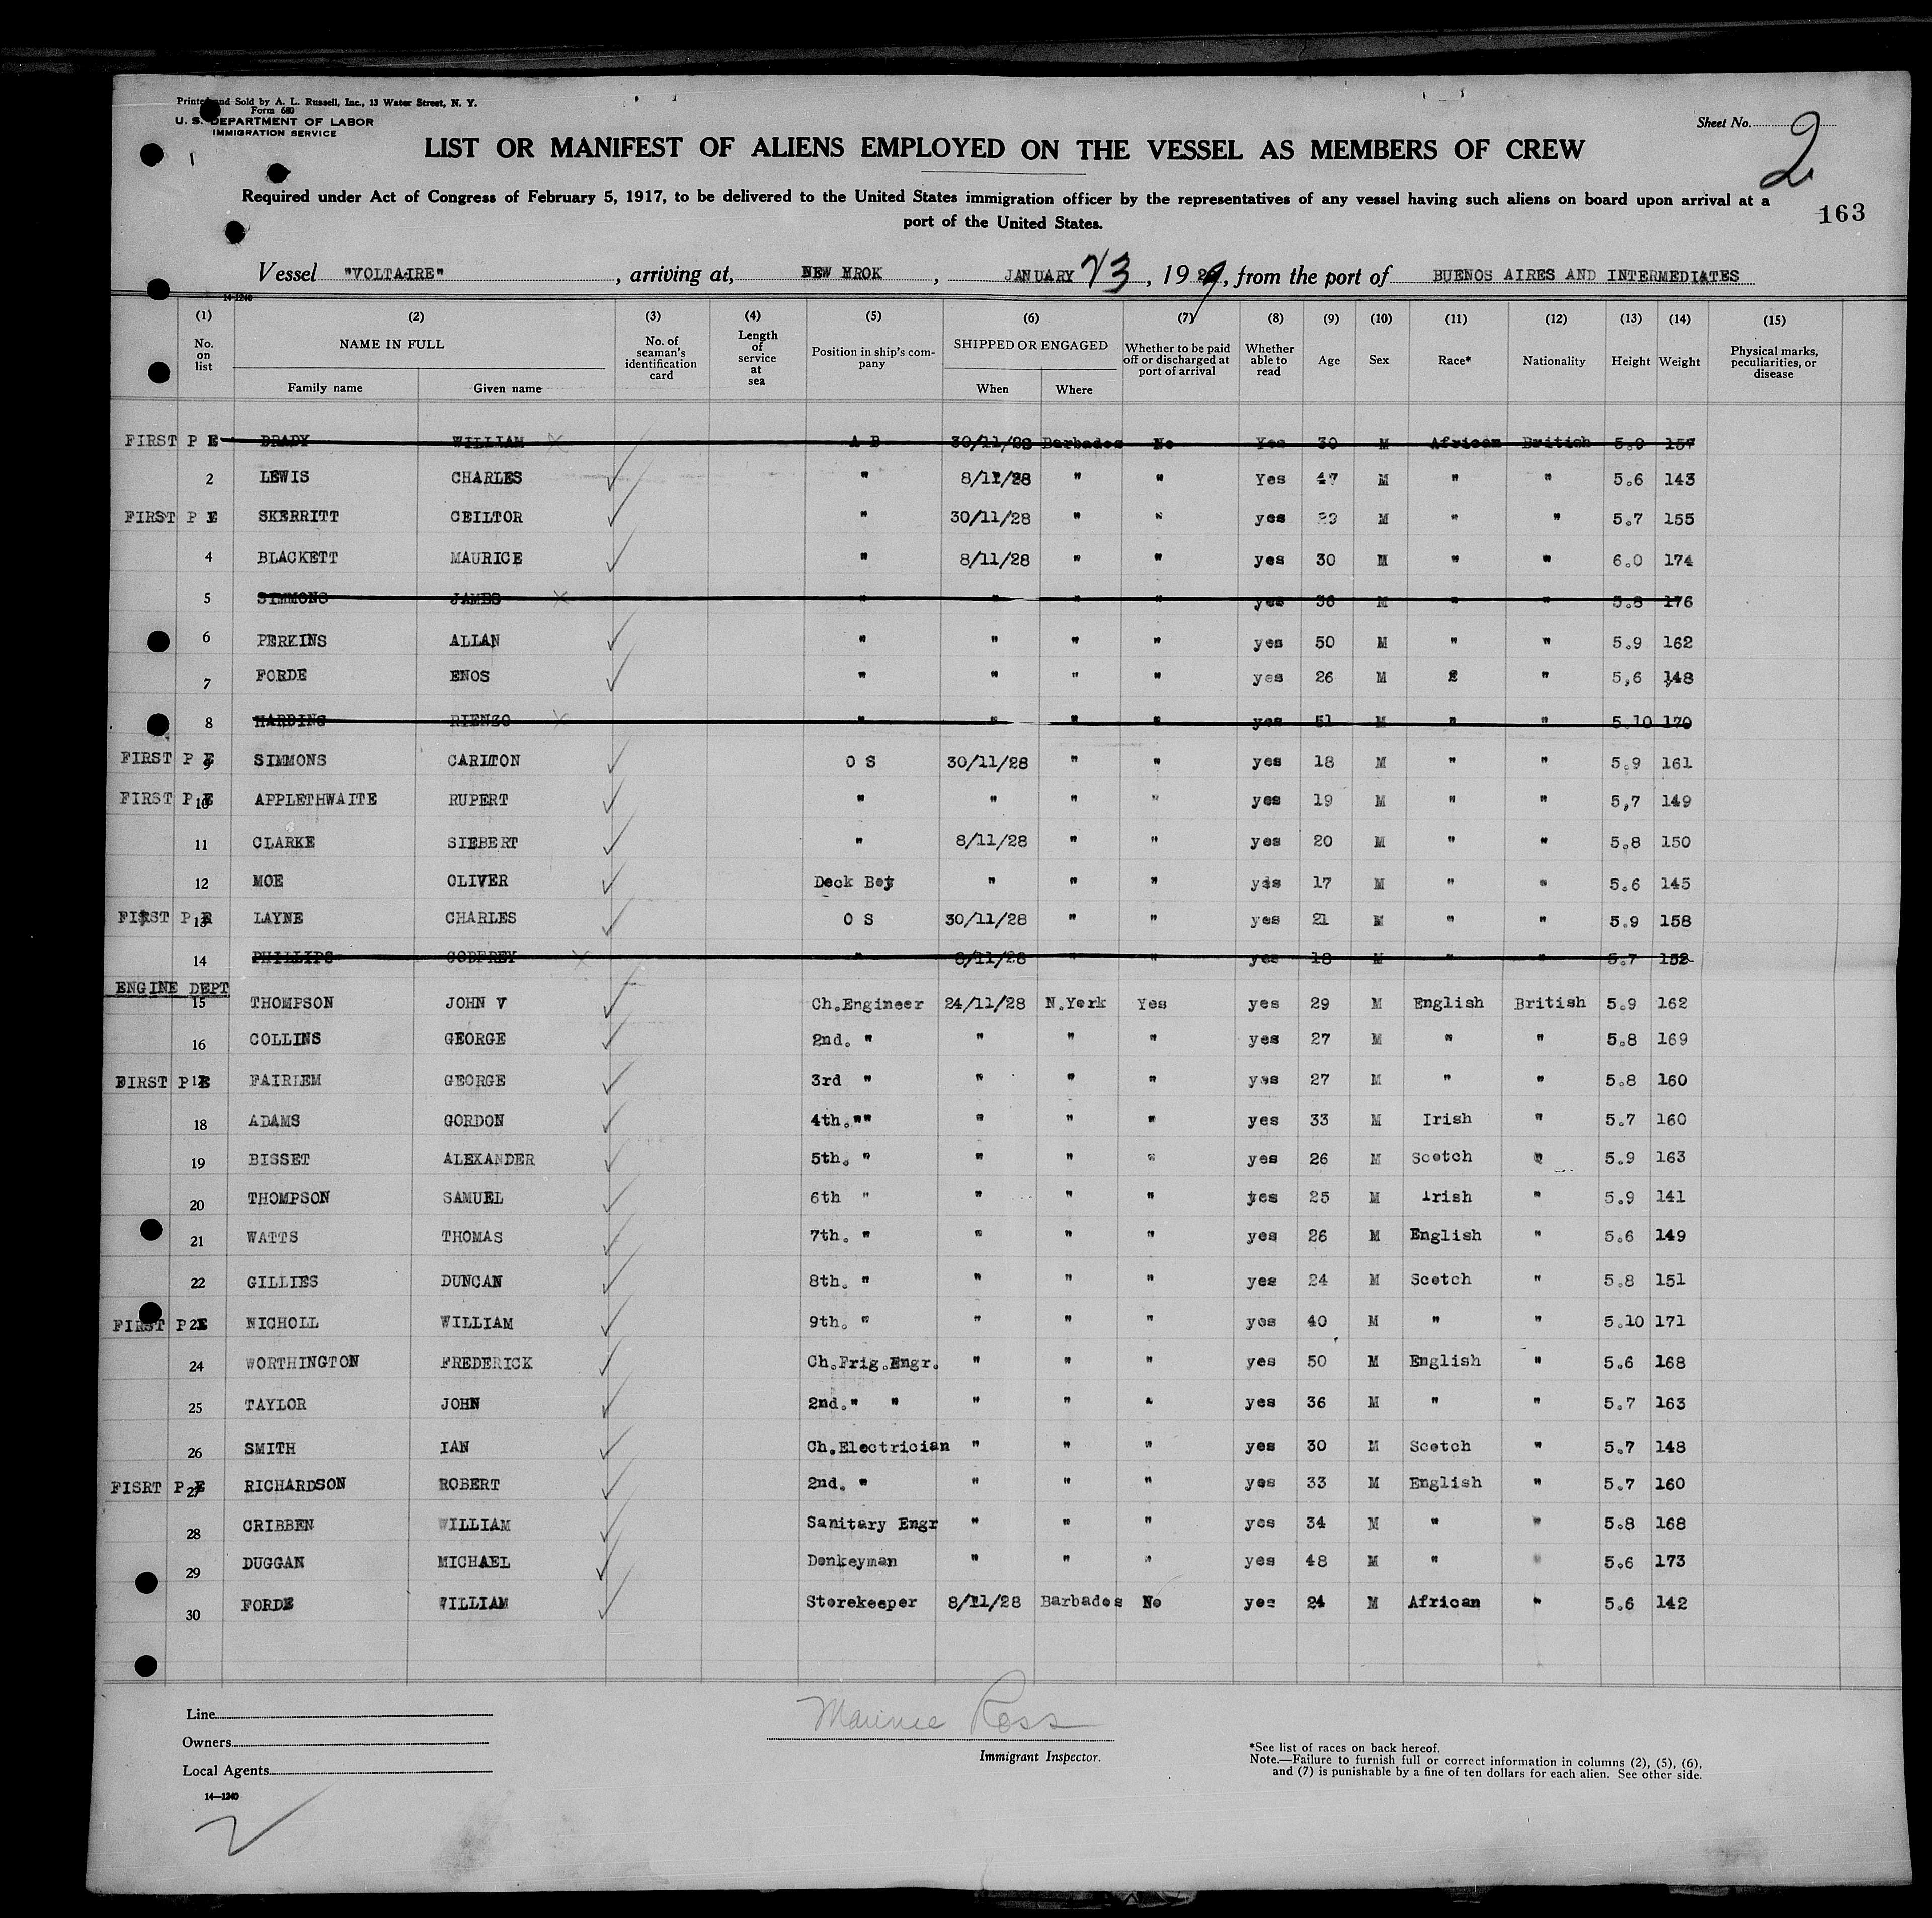 Printed and Sold by A. L. Russell, Inc., 13 Water Street, N. Y.
Form 680
U. S. DEPARTMENT OF LABOR
IMMIGRATION SERVICE
Sheet No. 2
LIST OR MANIFEST OF ALIENS EMPLOYED ON THE VESSEL AS MEMBERS OF CREW
Required under Act of Congress of February 5, 1917, to be delivered to the United States immigration officer by the representatives of any vessel having such aliens on board upon arrival at a
port of the United States.
163
Vessel "VOLTAIRE", arriving at, NEW MROK, JANUARY 13, 1929, from the port of BUENOS AIRES AND INTERMEDIATES
14-1240
(1) (2) (3) (4) (5) (6) (7) (8) (9) (10) (11) (12) (13) (14) (15)
No. on list NAME IN FULL Family name Given name No. of seaman's identification card Length of service at sea Position in ship's company SHIPPED OR ENGAGED When Where Whether to be paid off or discharged at port of arrival Whether able to read Age Sex Race* Nationality Height Weight Physical marks, peculiarities, or disease
FIRST P E BRADY WILLIAM X A B 30/11/28 Barbados No Yes 30 M African British 5.9 157
2 LEWIS CHARLES " 8/11/28 " " Yes 47 M " " 5.6 143
FIRST P E SKERRITT CEILTOR " 30/11/28 " " yes M " " 5.7 155
4 BLACKETT MAURICE " 8/11/28 " " yes 30 M " " 6.0 174
5 SIMMONS JAMES X " " " " yes 36 M " " 5.8 176
6 PERKINS ALLAN " " " " yes 50 M " " 5.9 162
7 FORDE ENOS " " " " yes 26 M " " 5,6 148
8 HARDING RIENZO X " " " " yes 51 M " " 5.10 170
FIRST P E 9 SIMMONS CARLTON O S 30/11/28 " " yes 18 M " " 5.9 161
FIRST P E 10 APPLETHWAITE RUPERT " " " " yes 19 M " " 5,7 149
11 CLARKE SIEBERT " 8/11/28 " " yes 20 M " " 5.8 150
12 MOE OLIVER Deck Boy " " " yes 17 M " " 5.6 145
FIRST P E 13 LAYNE CHARLES O S 30/11/28 " " yes 21 M " " 5.9 158
14 PHILLIPS GODFREY X " 8/11/28 " " yes 18 M " " 5.7 152
ENGINE DEPT
15 THOMPSON JOHN V Ch.Engineer 24/11/28 N.York Yes yes 29 M English British 5.9 162
16 COLLINS GEORGE 2nd. " " " " yes 27 M " " 5.8 169
FIRST P E 17 FAIRLEM GEORGE 3rd " " " " yes 27 M " " 5.8 160
18 ADAMS GORDON 4th."" " " " yes 33 M Irish " 5.7 160
19 BISSET ALEXANDER 5th. " " " " yes 26 M Scotch " 5.9 163
20 THOMPSON SAMUEL 6th " " " " yes 25 M Irish " 5.9 141
21 WATTS THOMAS 7th. " " " " yes 26 M English " 5.6 149
22 GILLIES DUNCAN 8th. " " " " yes 24 M Scotch " 5.8 151
FIRST P E 23 NICHOLL WILLIAM 9th. " " " " yes 40 M " " 5.10 171
24 WORTHINGTON FREDERICK Ch.Frig.Engr. " " " yes 50 M English " 5.6 168
25 TAYLOR JOHN 2nd." " " " " yes 36 M " " 5.7 163
26 SMITH IAN Ch.Electrician " " " yes 30 M Scotch " 5.7 148
FISRT P E 27 RICHARDSON ROBERT 2nd. " " " " yes 33 M English " 5.7 160
28 CRIBBEN WILLIAM Sanitary Engr " " " yes 34 M " " 5.8 168
29 DUGGAN MICHAEL Donkeyman " " " yes 48 M " " 5.6 173
30 FORDE WILLIAM Storekeeper 8/11/28 Barbados No yes 24 M African " 5.6 142
Line
Owners
Local Agents
14—1240
Maurice Ross
Immigrant Inspector.
*See list of races on back hereof.
Note.—Failure to furnish full or correct information in columns (2), (5), (6),
and (7) is punishable by a fine of ten dollars for each alien. See other side.